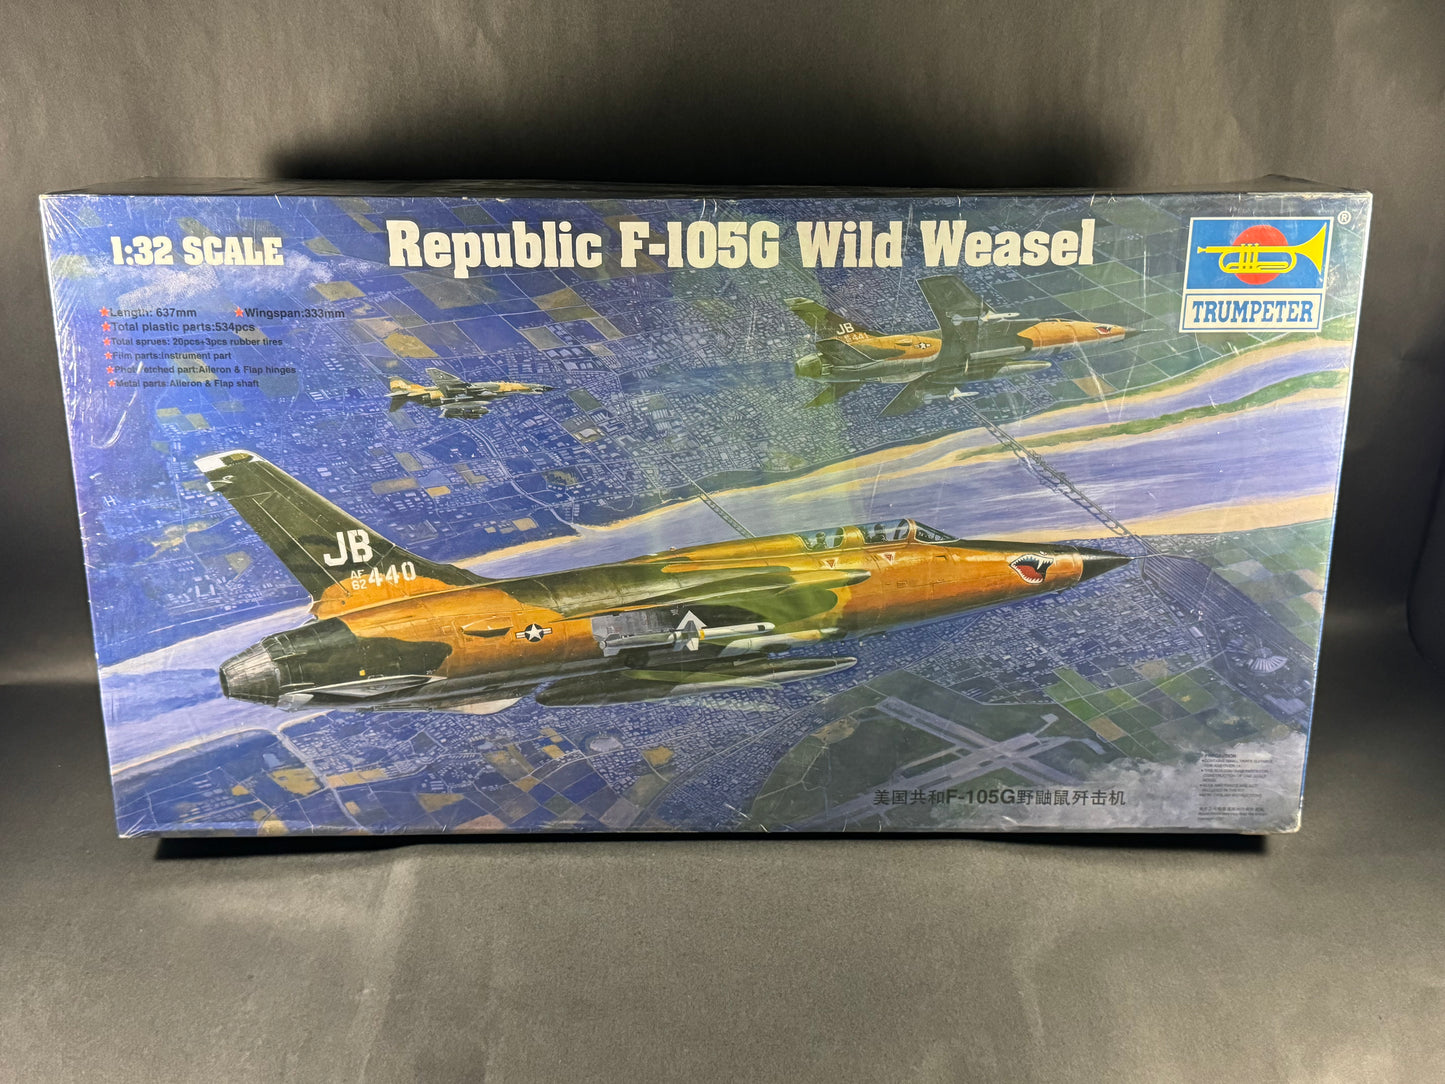 Republic F-105G Wild Weasel
1:32 SCALE
®
TRUMPETER
Length: 637mm Wingspan:333mm
Total plastic parts:534pcs
Total sprues: 20pcs+3pcs rubber tires
Film parts:instrument part
Photo etched part:Aileron & Flap hinges
Metal parts:Aileron & Flap shaft
JB
441
JB
AF
62 440
美国共和F-105G野鼬鼠歼击机